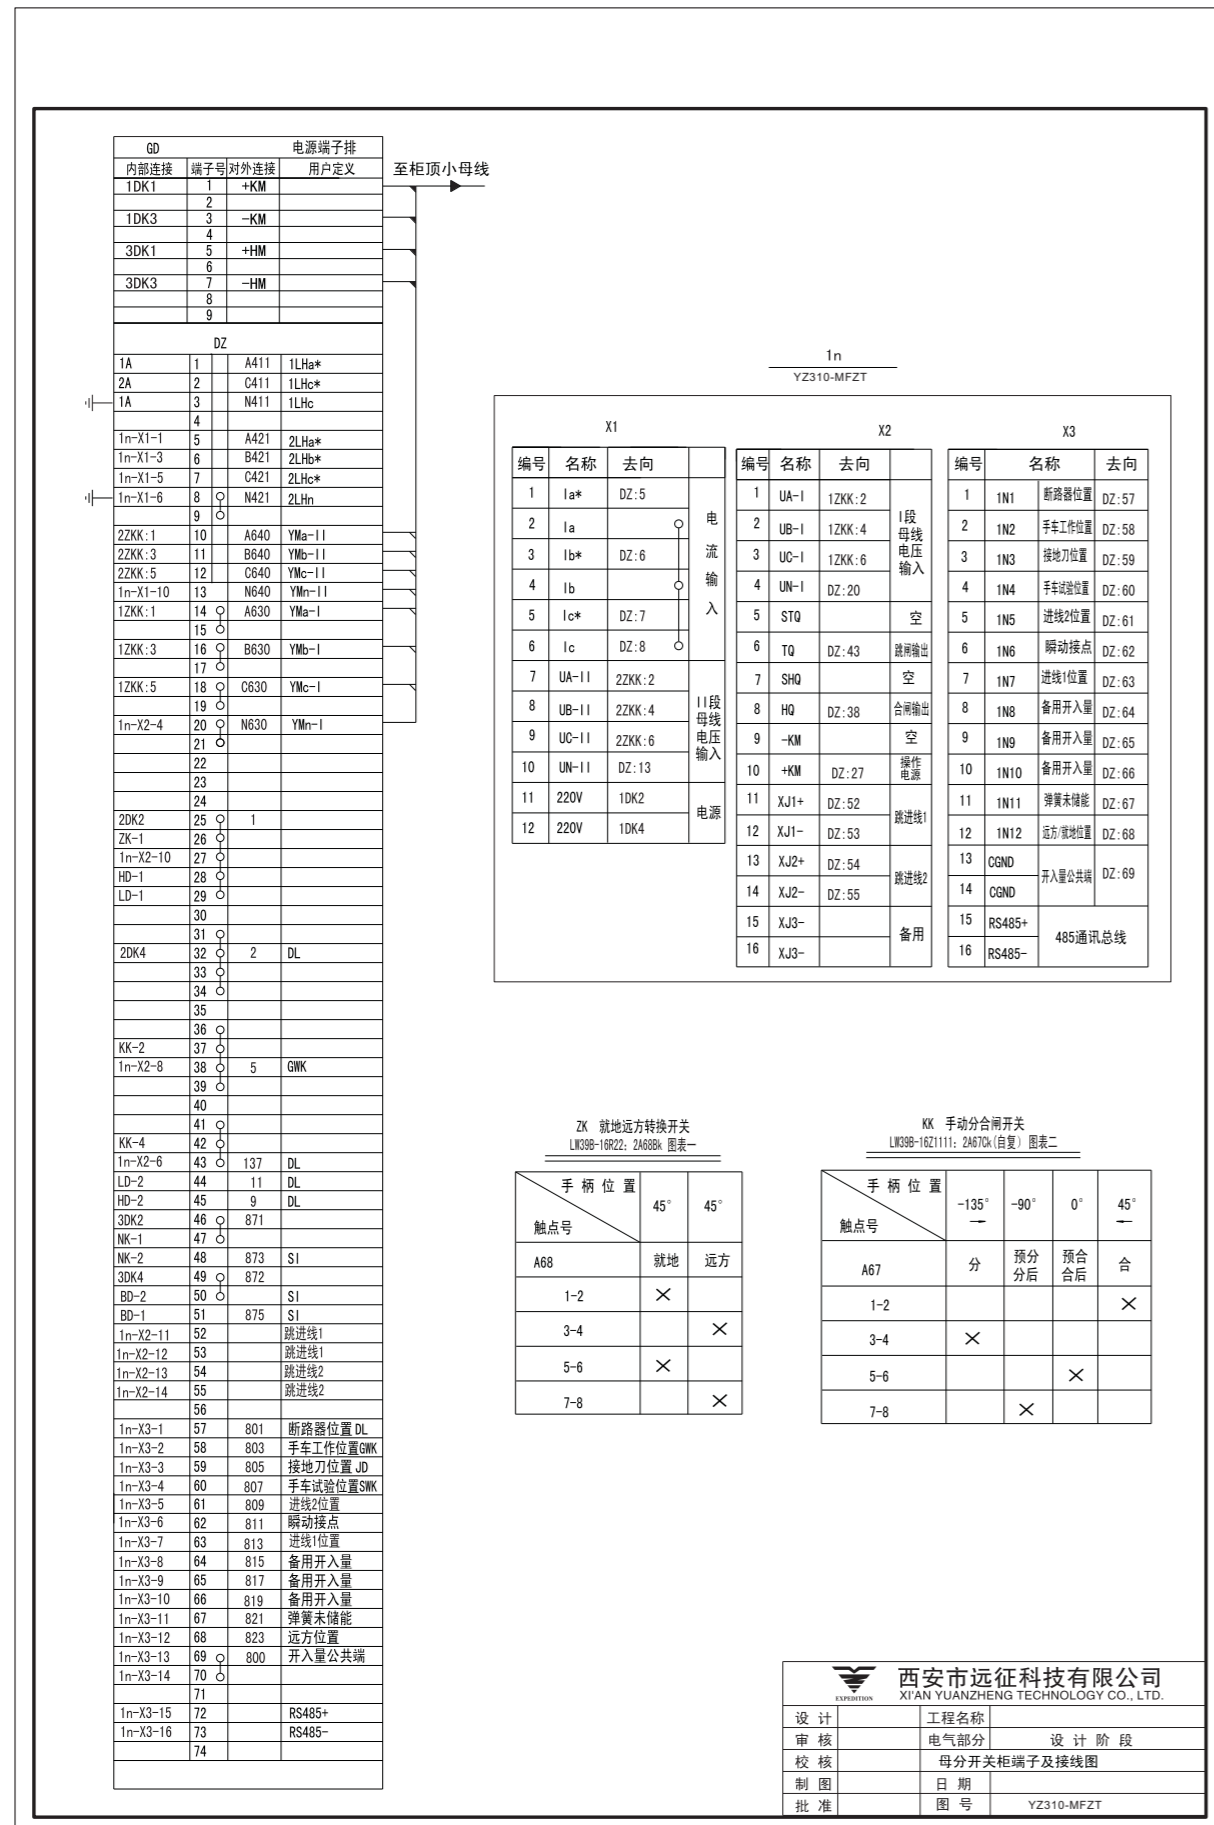 GD 电源端子排
内部连接 端子号 对外连接 用户定义
至柜顶小母线
1DK1 1 +KM
2
1DK3 3 -KM
4
3DK1 5 +HM
6
3DK3 7 -HM
8
9
DZ
1A 1 A411 1LHa*
2A 2 C411 1LHc*
1A 3 N411 1LHc
4
1n-X1-1 5 A421 2LHa*
1n-X1-3 6 B421 2LHb*
1n-X1-5 7 C421 2LHc*
1n-X1-6 8 N421 2LHn
9
2ZKK:1 10 A640 YMa-II
2ZKK:3 11 B640 YMb-II
2ZKK:5 12 C640 YMc-II
1n-X1-10 13 N640 YMn-II
1ZKK:1 14 A630 YMa-I
15
1ZKK:3 16 B630 YMb-I
17
1ZKK:5 18 C630 YMc-I
19
1n-X2-4 20 N630 YMn-I
21
22
23
24
2DK2 25 1
ZK-1 26
1n-X2-10 27
HD-1 28
LD-1 29
30
31
2DK4 32 2 DL
33
34
35
36
KK-2 37
1n-X2-8 38 5 GWK
39
40
41
KK-4 42
1n-X2-6 43 137 DL
LD-2 44 11 DL
HD-2 45 9 DL
3DK2 46 871
NK-1 47
NK-2 48 873 SI
3DK4 49 872
BD-2 50 SI
BD-1 51 875 SI
1n-X2-11 52 跳进线1
1n-X2-12 53 跳进线1
1n-X2-13 54 跳进线2
1n-X2-14 55 跳进线2
56
1n-X3-1 57 801 断路器位置DL
1n-X3-2 58 803 手车工作位置GWK
1n-X3-3 59 805 接地刀位置JD
1n-X3-4 60 807 手车试验位置SWK
1n-X3-5 61 809 进线2位置
1n-X3-6 62 811 瞬动接点
1n-X3-7 63 813 进线1位置
1n-X3-8 64 815 备用开入量
1n-X3-9 65 817 备用开入量
1n-X3-10 66 819 备用开入量
1n-X3-11 67 821 弹簧未储能
1n-X3-12 68 823 远方位置
1n-X3-13 69 800 开入量公共端
1n-X3-14 70
71
1n-X3-15 72 RS485+
1n-X3-16 73 RS485-
74
1n
YZ310-MFZT
X1
编号 名称 去向
1 Ia* DZ:5
2 Ia
3 Ib* DZ:6
4 Ib
5 Ic* DZ:7
6 Ic DZ:8
电流输入
7 UA-II 2ZKK:2
8 UB-II 2ZKK:4
9 UC-II 2ZKK:6
10 UN-II DZ:13
II段母线电压输入
11 220V 1DK2
12 220V 1DK4
电源
X2
编号 名称 去向
1 UA-I 1ZKK:2
2 UB-I 1ZKK:4
3 UC-I 1ZKK:6
4 UN-I DZ:20
I段母线电压输入
5 STQ 空
6 TQ DZ:43 跳闸输出
7 SHQ 空
8 HQ DZ:38 合闸输出
9 -KM 空
10 +KM DZ:27 操作电源
11 XJ1+ DZ:52
12 XJ1- DZ:53
跳进线1
13 XJ2+ DZ:54
14 XJ2- DZ:55
跳进线2
15 XJ3-
16 XJ3-
备用
X3
编号 名称 去向
1 1N1 断路器位置 DZ:57
2 1N2 手车工作位置 DZ:58
3 1N3 接地刀位置 DZ:59
4 1N4 手车试验位置 DZ:60
5 1N5 进线2位置 DZ:61
6 1N6 瞬动接点 DZ:62
7 1N7 进线1位置 DZ:63
8 1N8 备用开入量 DZ:64
9 1N9 备用开入量 DZ:65
10 1N10 备用开入量 DZ:66
11 1N11 弹簧未储能 DZ:67
12 1N12 远方/就地位置 DZ:68
13 CGND
14 CGND
开入量公共端 DZ:69
15 RS485+
16 RS485-
485通讯总线
ZK 就地远方转换开关
LW39B-16R22: 2A68Bk 图表一
手柄位置 45° 45°
触点号
A68 就地 远方
1-2 ×
3-4 ×
5-6 ×
7-8 ×
KK 手动分合闸开关
LW39B-16Z1111: 2A67Ck(自复) 图表二
手柄位置 -135° -90° 0° 45°
触点号
A67 分 预分分后 预合合后 合
1-2 ×
3-4 ×
5-6 ×
7-8 ×
EXPEDITION
西安市远征科技有限公司
XI'AN YUANZHENG TECHNOLOGY CO., LTD.
设计 工程名称
审核 电气部分 设计阶段
校核 母分开关柜端子及接线图
制图 日期
批准 图号 YZ310-MFZT